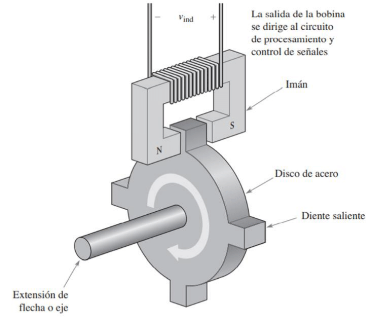 − v ind +
La salida de la bobina
se dirige al circuito
de procesamiento y
control de señales
Imán
S
N
Disco de acero
Diente saliente
Extensión de
flecha o eje